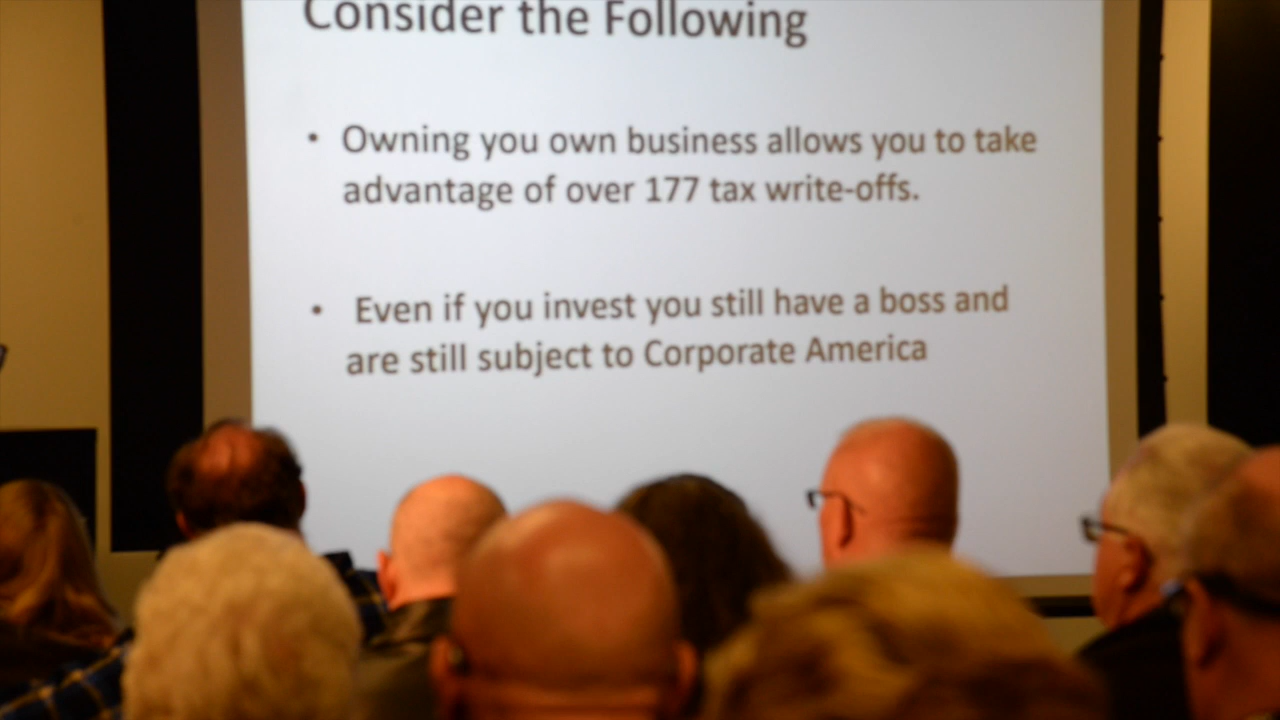 Consider the Following
• Owning you own business allows you to take
advantage of over 177 tax write-offs.
• Even if you invest you still have a boss and
are still subject to Corporate America